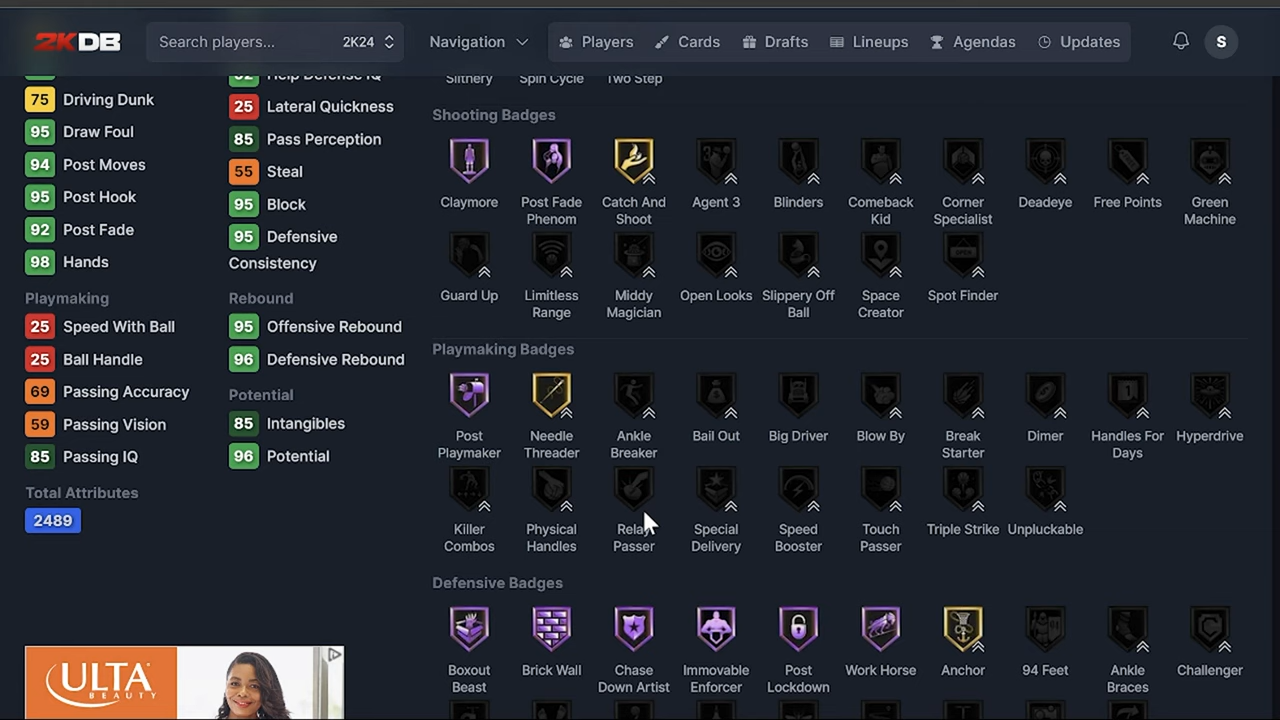 2KDB
Search players...
2K24
Navigation
Players
Cards
Drafts
Lineups
Agendas
Updates
S
75 Driving Dunk
95 Draw Foul
94 Post Moves
95 Post Hook
92 Post Fade
98 Hands
Playmaking
25 Speed With Ball
25 Ball Handle
69 Passing Accuracy
59 Passing Vision
85 Passing IQ
Total Attributes
2489
92 Help Defense IQ
25 Lateral Quickness
85 Pass Perception
55 Steal
95 Block
95 Defensive
Consistency
Rebound
95 Offensive Rebound
96 Defensive Rebound
Potential
85 Intangibles
96 Potential
Slithery Spin Cycle Two Step
Shooting Badges
Claymore
Post Fade
Phenom
Catch And
Shoot
Agent 3
Blinders
Comeback
Kid
Corner
Specialist
Deadeye
Free Points
Green
Machine
Guard Up
Limitless
Range
Middy
Magician
Open Looks
Slippery Off
Ball
Space
Creator
Spot Finder
Playmaking Badges
Post
Playmaker
Needle
Threader
Ankle
Breaker
Bail Out
Big Driver
Blow By
Break
Starter
Dimer
Handles For
Days
Hyperdrive
Killer
Combos
Physical
Handles
Relay
Passer
Special
Delivery
Speed
Booster
Touch
Passer
Triple Strike
Unpluckable
Defensive Badges
Boxout
Beast
Brick Wall
Chase
Down Artist
Immovable
Enforcer
Post
Lockdown
Work Horse
Anchor
94 Feet
Ankle
Braces
Challenger
ULTA
BEAUTY